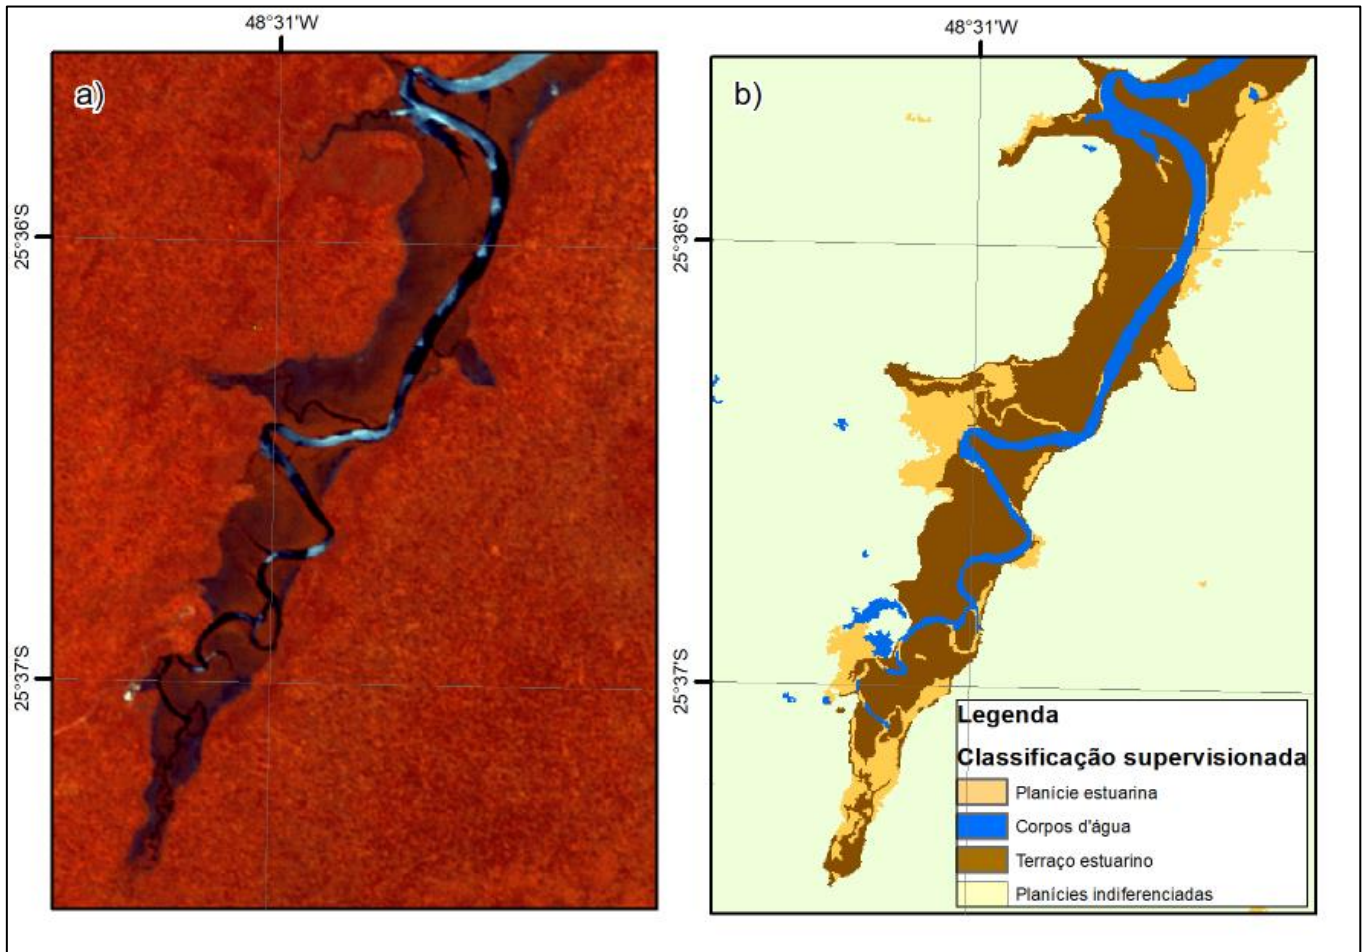 48°31'W
48°31'W
a)
b)
25°36'S
25°36'S
25°37'S
25°37'S
Legenda
Classificação supervisionada
Planície estuarina
Corpos d'água
Terraço estuarino
Planícies indiferenciadas